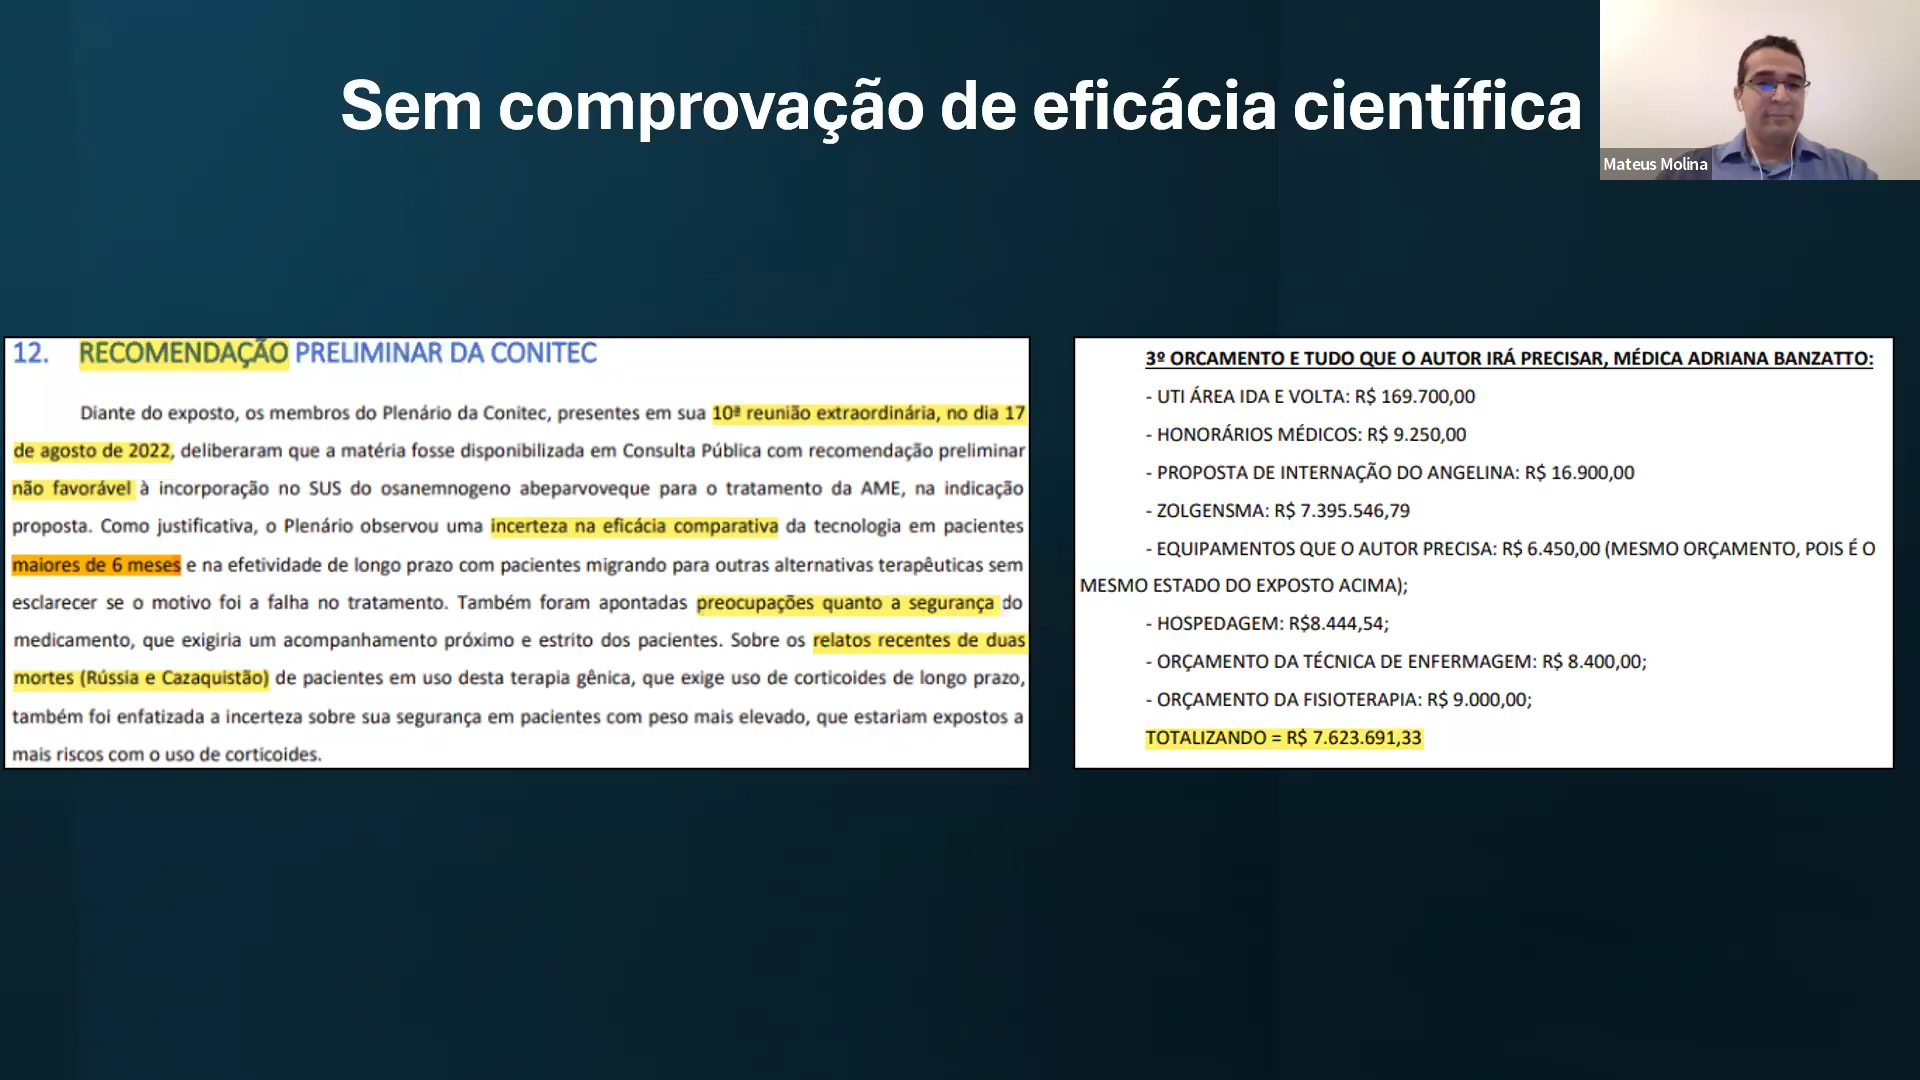 Sem comprovação de eficácia científica
Mateus Molina
12. RECOMENDAÇÃO PRELIMINAR DA CONITEC
Diante do exposto, os membros do Plenário da Conitec, presentes em sua 10ª reunião extraordinária, no dia 17
de agosto de 2022, deliberaram que a matéria fosse disponibilizada em Consulta Pública com recomendação preliminar
não favorável à incorporação no SUS do osanemnogeno abeparvoveque para o tratamento da AME, na indicação
proposta. Como justificativa, o Plenário observou uma incerteza na eficácia comparativa da tecnologia em pacientes
maiores de 6 meses e na efetividade de longo prazo com pacientes migrando para outras alternativas terapêuticas sem
esclarecer se o motivo foi a falha no tratamento. Também foram apontadas preocupações quanto a segurança do
medicamento, que exigiria um acompanhamento próximo e estrito dos pacientes. Sobre os relatos recentes de duas
mortes (Rússia e Cazaquistão) de pacientes em uso desta terapia gênica, que exige uso de corticoides de longo prazo,
também foi enfatizada a incerteza sobre sua segurança em pacientes com peso mais elevado, que estariam expostos a
mais riscos com o uso de corticoides.
3º ORCAMENTO E TUDO QUE O AUTOR IRÁ PRECISAR, MÉDICA ADRIANA BANZATTO:
- UTI ÁREA IDA E VOLTA: R$ 169.700,00
- HONORÁRIOS MÉDICOS: R$ 9.250,00
- PROPOSTA DE INTERNAÇÃO DO ANGELINA: R$ 16.900,00
- ZOLGENSMA: R$ 7.395.546,79
- EQUIPAMENTOS QUE O AUTOR PRECISA: R$ 6.450,00 (MESMO ORÇAMENTO, POIS É O
MESMO ESTADO DO EXPOSTO ACIMA);
- HOSPEDAGEM: R$8.444,54;
- ORÇAMENTO DA TÉCNICA DE ENFERMAGEM: R$ 8.400,00;
- ORÇAMENTO DA FISIOTERAPIA: R$ 9.000,00;
TOTALIZANDO = R$ 7.623.691,33